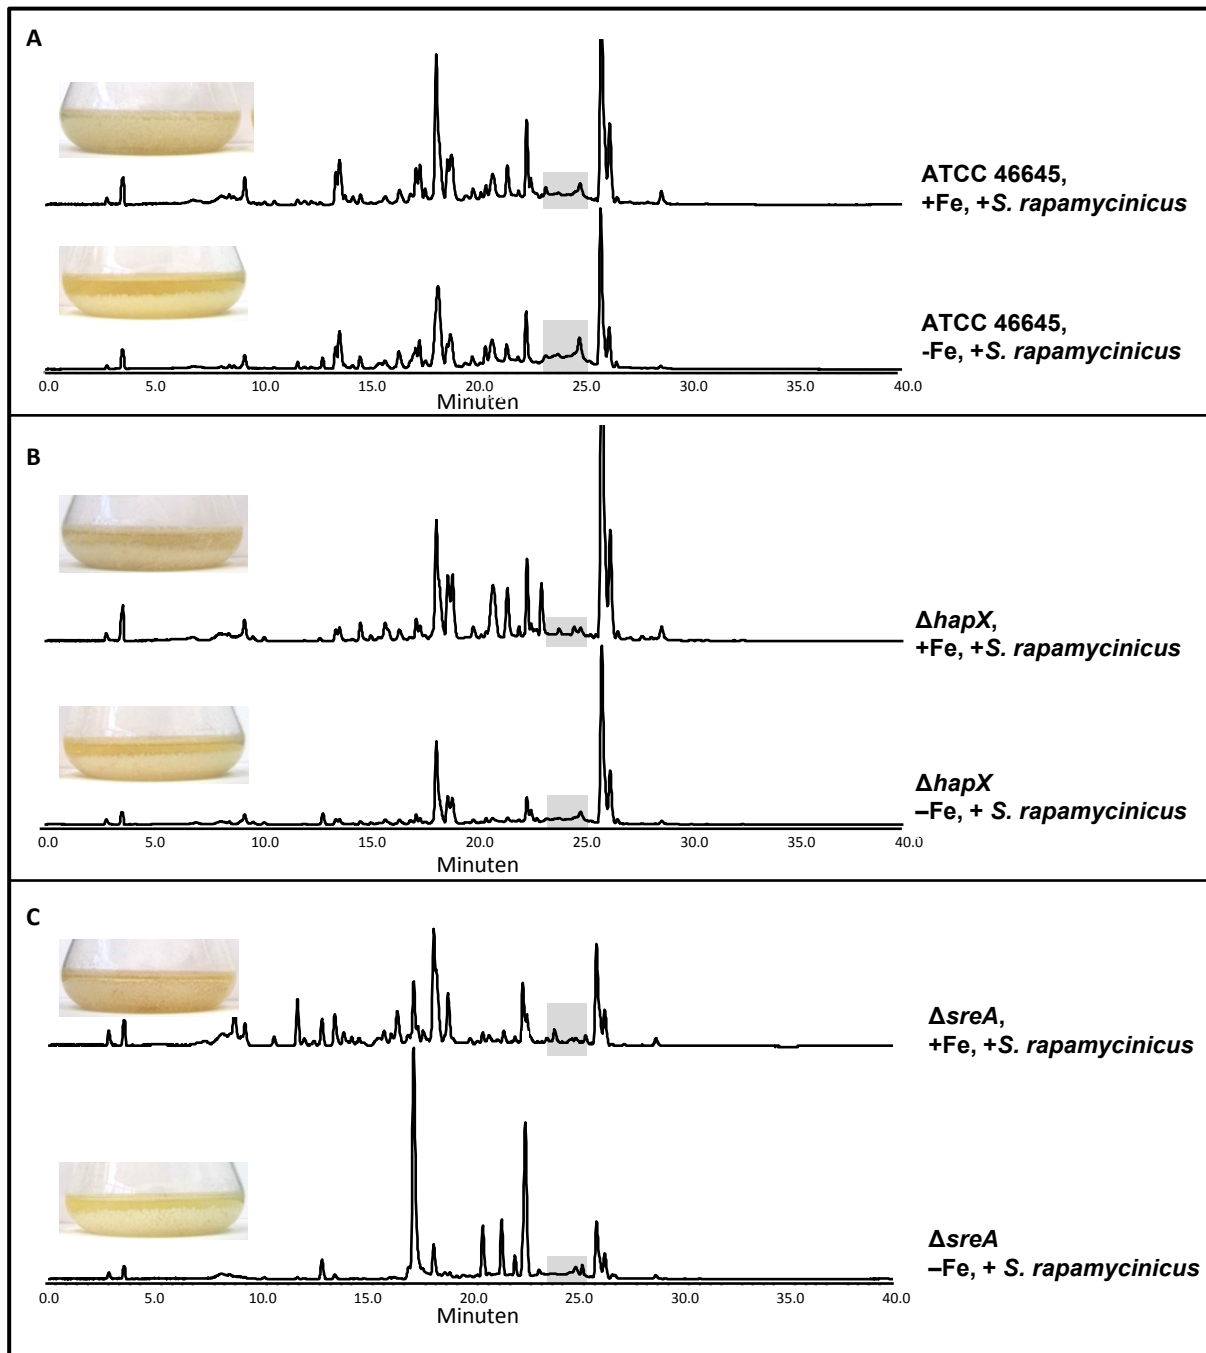 A
ATCC 46645,
+Fe, +S. rapamycinicus
ATCC 46645,
-Fe, +S. rapamycinicus
0.0 5.0 10.0 15.0 20.0 25.0 30.0 35.0 40.0
Minuten
B
ΔhapX,
+Fe, +S. rapamycinicus
ΔhapX
–Fe, + S. rapamycinicus
0.0 5.0 10.0 15.0 20.0 25.0 30.0 35.0 40.0
Minuten
C
ΔsreA,
+Fe, +S. rapamycinicus
ΔsreA
–Fe, + S. rapamycinicus
0.0 5.0 10.0 15.0 20.0 25.0 30.0 35.0 40.0
Minuten